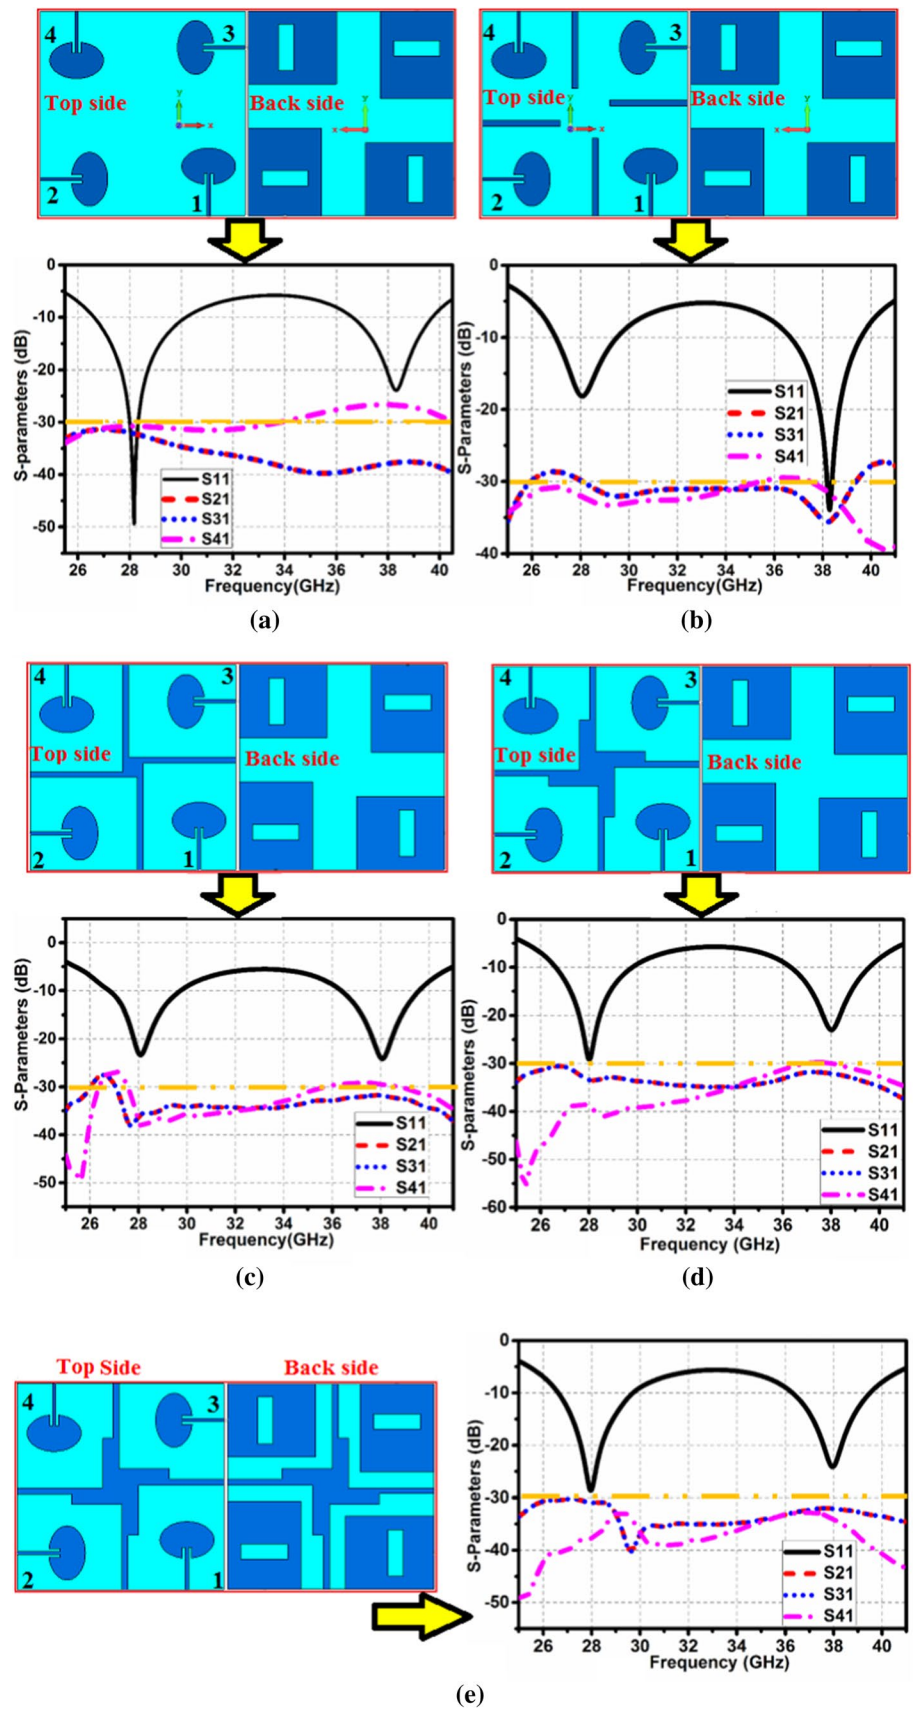 4
3
Top side
Y
x
2
1
Back side
Y
x
0
-10
-20
-30
-40
-50
S-parameters (dB)
S11
S21
S31
S41
26 28 30 32 34 36 38 40
Frequency(GHz)
(a)
4
3
Top side
Y
x
2
1
Back side
Y
x
0
-10
-20
-30
-40
S-Parameters (dB)
S11
S21
S31
S41
26 28 30 32 34 36 38 40
Frequency(GHz)
(b)
4
3
Top side
2
1
Back side
0
-10
-20
-30
-40
-50
S-Parameters (dB)
S11
S21
S31
S41
26 28 30 32 34 36 38 40
Frequency(GHz)
(c)
4
3
Top side
2
1
Back side
0
-10
-20
-30
-40
-50
-60
S-parameters (dB)
S11
S21
S31
S41
26 28 30 32 34 36 38 40
Frequency (GHz)
(d)
Top Side
Back side
4
3
2
1
0
-10
-20
-30
-40
-50
S-Parameters (dB)
S11
S21
S31
S41
26 28 30 32 34 36 38 40
Frequency (GHz)
(e)